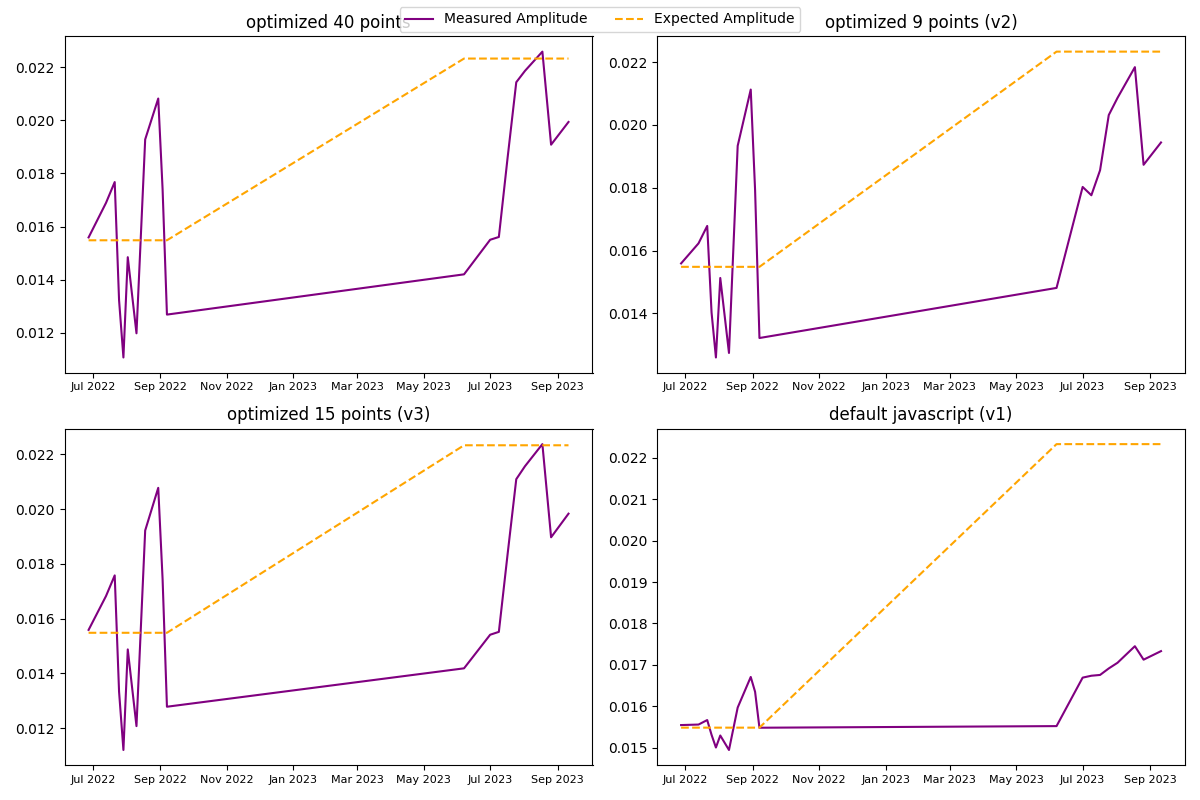 Measured Amplitude Expected Amplitude
optimized 40 points
0.022
0.020
0.018
0.016
0.014
0.012
Jul 2022 Sep 2022 Nov 2022 Jan 2023 Mar 2023 May 2023 Jul 2023 Sep 2023
optimized 9 points (v2)
0.022
0.020
0.018
0.016
0.014
Jul 2022 Sep 2022 Nov 2022 Jan 2023 Mar 2023 May 2023 Jul 2023 Sep 2023
optimized 15 points (v3)
0.022
0.020
0.018
0.016
0.014
0.012
Jul 2022 Sep 2022 Nov 2022 Jan 2023 Mar 2023 May 2023 Jul 2023 Sep 2023
default javascript (v1)
0.022
0.021
0.020
0.019
0.018
0.017
0.016
0.015
Jul 2022 Sep 2022 Nov 2022 Jan 2023 Mar 2023 May 2023 Jul 2023 Sep 2023